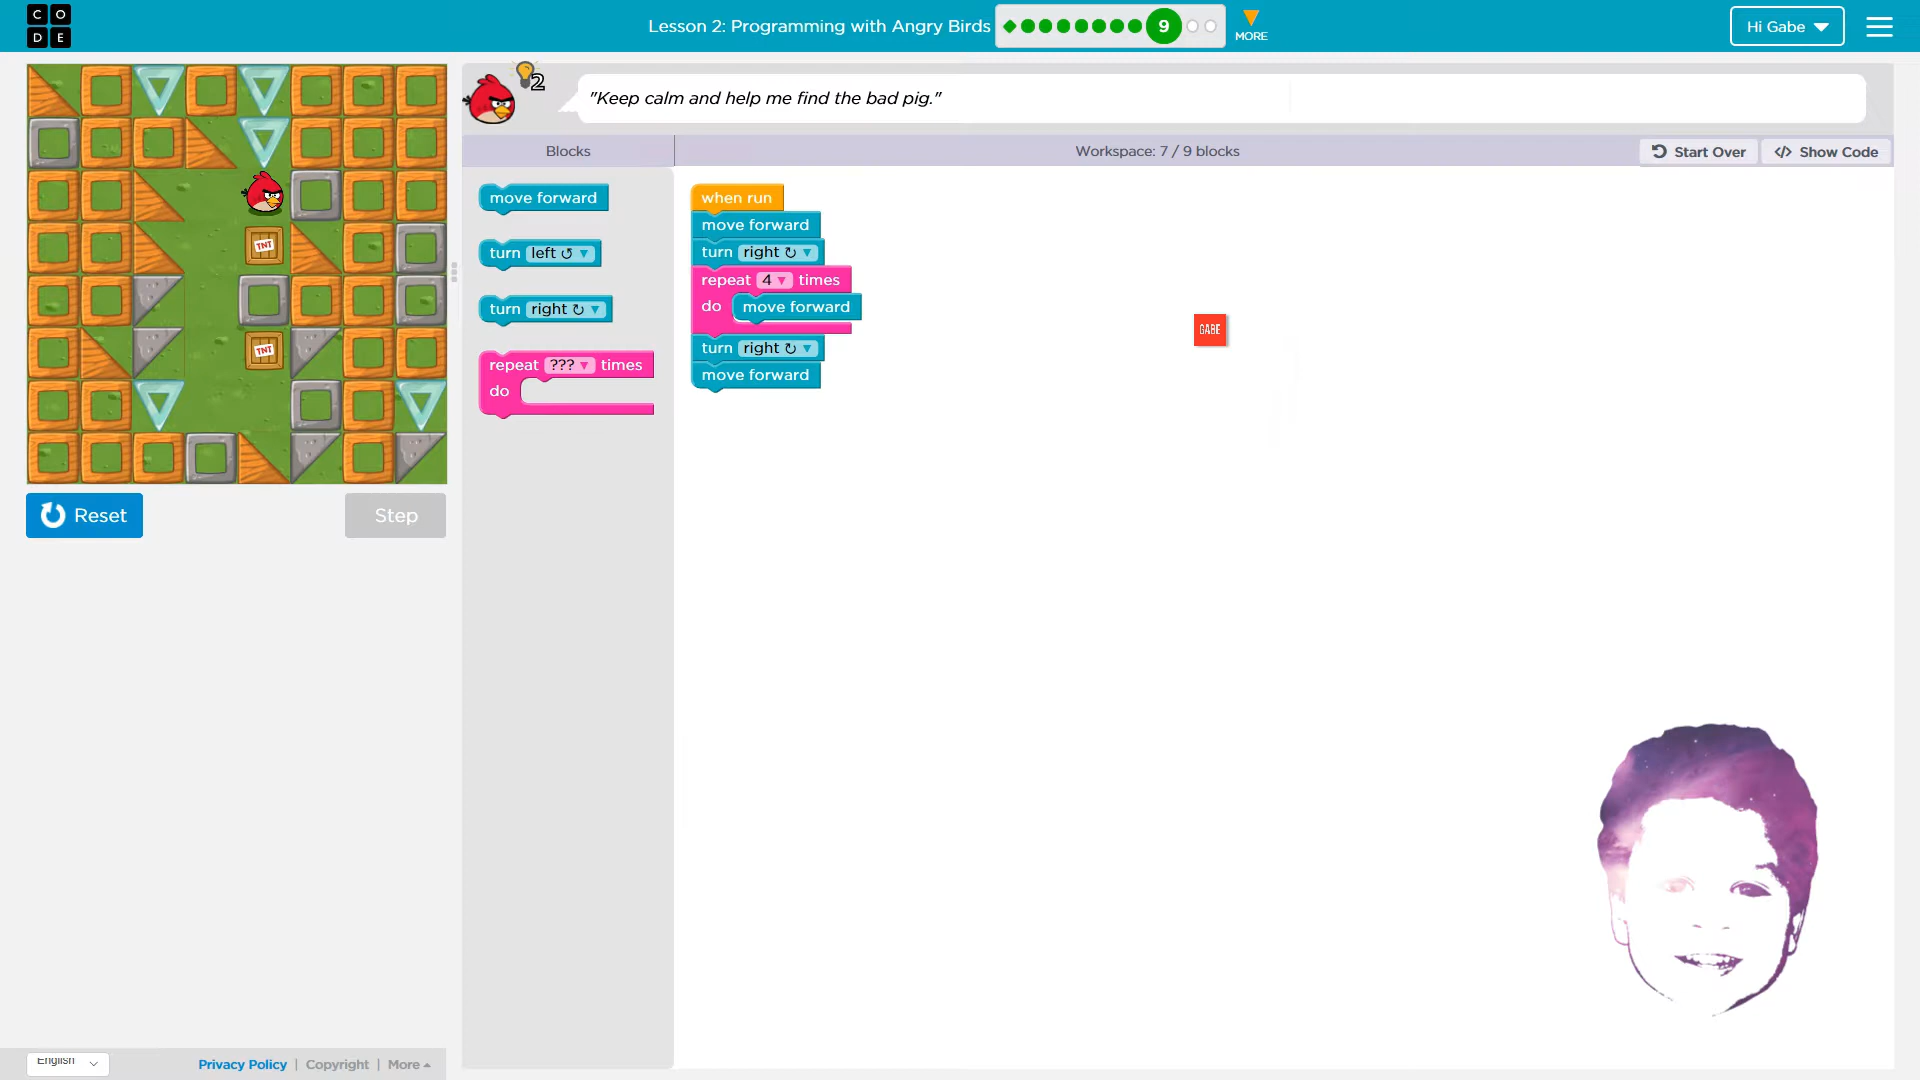 CO
DE
Lesson 2: Programming with Angry Birds
9
MORE
Hi Gabe
2
"Keep calm and help me find the bad pig."
Blocks
Workspace: 7 / 9 blocks
Start Over
</> Show Code
move forward
turn left ↺
turn right ↻
repeat ??? times
do
when run
move forward
turn right ↻
repeat 4 times
do move forward
turn right ↻
move forward
TNT
TNT
GABE
Reset
Step
English
Privacy Policy | Copyright | More